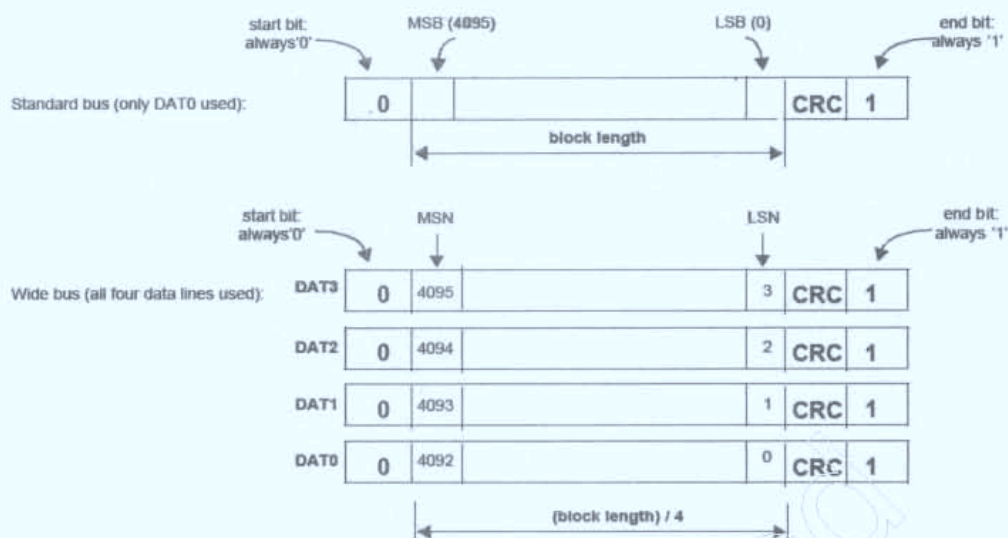 start bit: always'0'
MSB (4095)
LSB (0)
end bit: always '1'
Standard bus (only DAT0 used):
0 CRC 1
block length
start bit: always'0'
MSN
LSN
end bit: always '1'
Wide bus (all four data lines used):
DAT3 0 4095 3 CRC 1
DAT2 0 4094 2 CRC 1
DAT1 0 4093 1 CRC 1
DAT0 0 4092 0 CRC 1
(block length) / 4